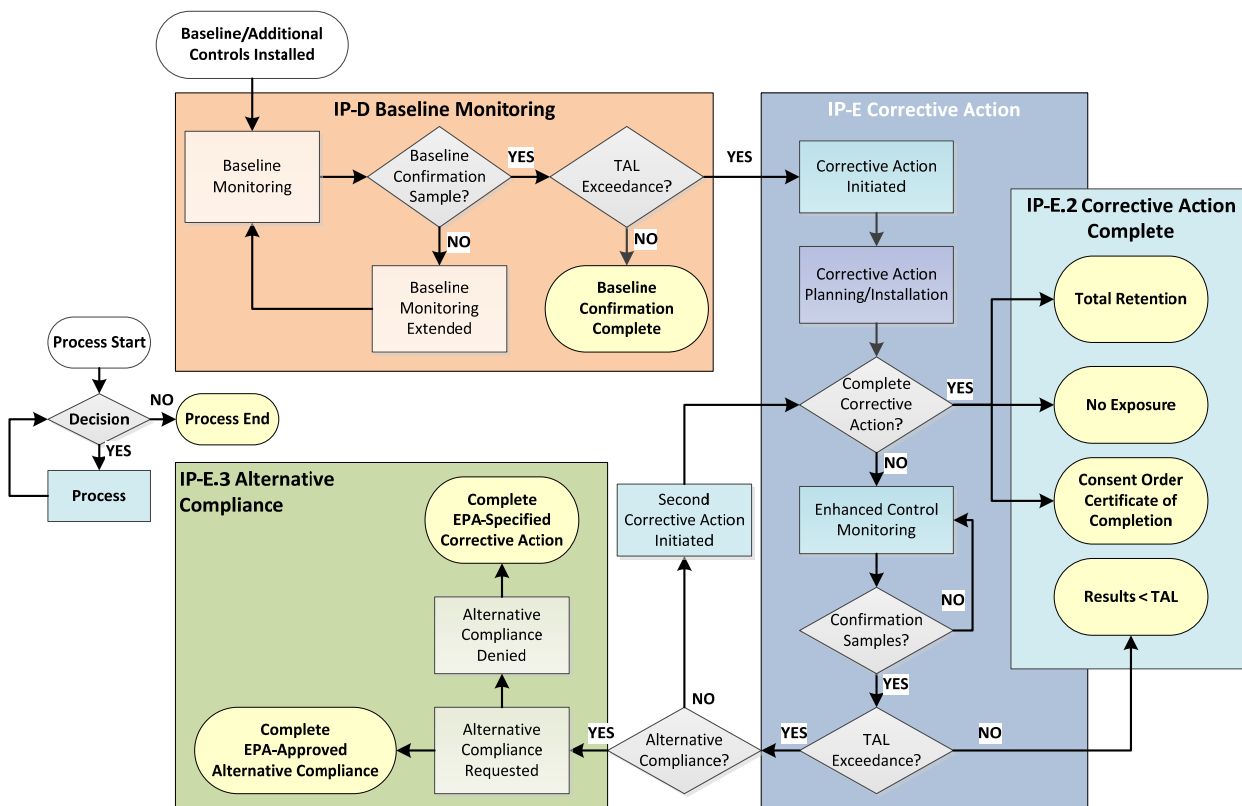 Baseline/Additional
Controls Installed
IP-D Baseline Monitoring
Baseline
Monitoring
Baseline
Confirmation
Sample?
YES
TAL
Exceedance?
YES
NO
Baseline
Monitoring
Extended
NO
Baseline
Confirmation
Complete
IP-E Corrective Action
Corrective Action
Initiated
Corrective Action
Planning/Installation
Complete
Corrective
Action?
YES
NO
Enhanced Control
Monitoring
Confirmation
Samples?
NO
YES
TAL
Exceedance?
NO
YES
IP-E.2 Corrective Action
Complete
Total Retention
No Exposure
Consent Order
Certificate of
Completion
Results < TAL
Process Start
Decision
NO
Process End
YES
Process
Second
Corrective Action
Initiated
NO
Alternative
Compliance?
YES
IP-E.3 Alternative
Compliance
Complete
EPA-Specified
Corrective Action
Alternative
Compliance
Denied
Alternative
Compliance
Requested
Complete
EPA-Approved
Alternative Compliance